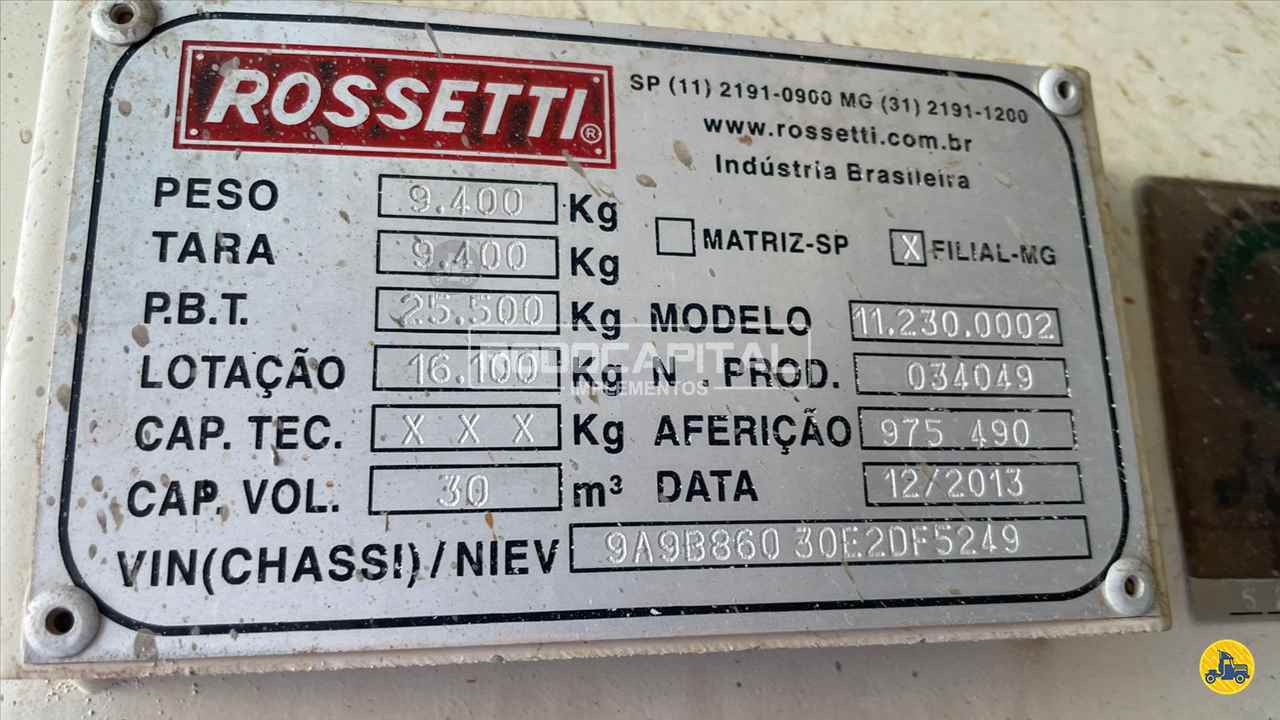 ROSSETTI®
SP (11) 2191-0900 MG (31) 2191-1200
www.rossetti.com.br
Indústria Brasileira
PESO 9.400 Kg
TARA 9.400 Kg
MATRIZ-SP X FILIAL-MG
P.B.T. 25.500 Kg MODELO 11.230.0002
LOTAÇÃO 16.100 Kg N°. PROD. 034049
CAP. TEC. X X X Kg AFERIÇÃO 975 490
CAP. VOL. 30 m³ DATA 12/2013
VIN(CHASSI)/NIEV 9A9B860 30E2DF5249
RODOCAPITAL
IMPLEMENTOS